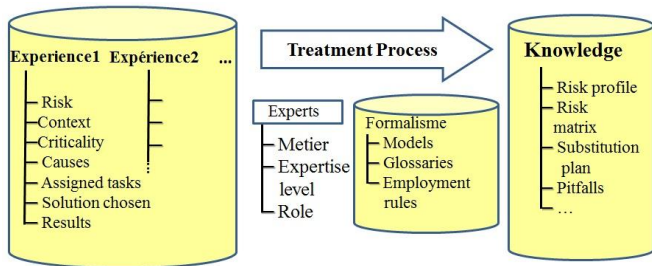 Experience1 Expérience2 ...
Risk
Context
Criticality
Causes
Assigned tasks
Solution chosen
Results
Treatment Process
Experts
Metier
Expertise
level
Role
Formalisme
Models
Glossaries
Employment
rules
Knowledge
Risk profile
Risk
matrix
Substitution
plan
Pitfalls
...